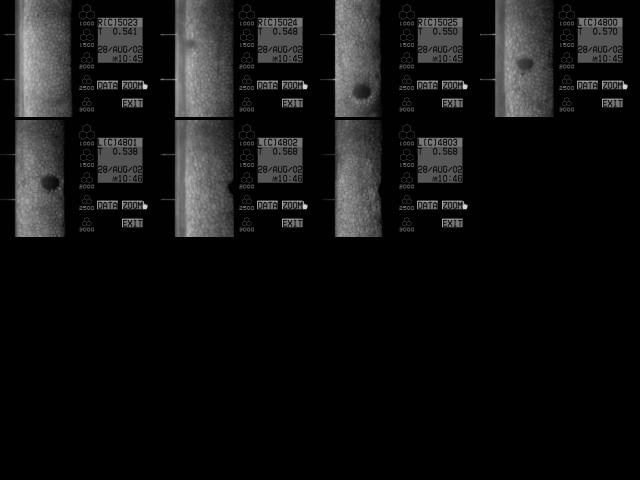 R(C)5023
T 0.541
28/AUG/02
10:45
DATA ZOOM
EXIT
1000
1500
2000
2500
3000
R(C)5024
T 0.548
28/AUG/02
10:45
DATA ZOOM
EXIT
1000
1500
2000
2500
3000
R(C)5025
T 0.550
28/AUG/02
10:45
DATA ZOOM
EXIT
1000
1500
2000
2500
3000
L(C)4800
T 0.570
28/AUG/02
10:45
DATA ZOOM
EXIT
1000
1500
2000
2500
3000
L(C)4801
T 0.538
28/AUG/02
10:46
DATA ZOOM
EXIT
1000
1500
2000
2500
3000
L(C)4802
T 0.568
28/AUG/02
10:46
DATA ZOOM
EXIT
1000
1500
2000
2500
3000
L(C)4803
T 0.568
28/AUG/02
10:46
DATA ZOOM
EXIT
1000
1500
2000
2500
3000